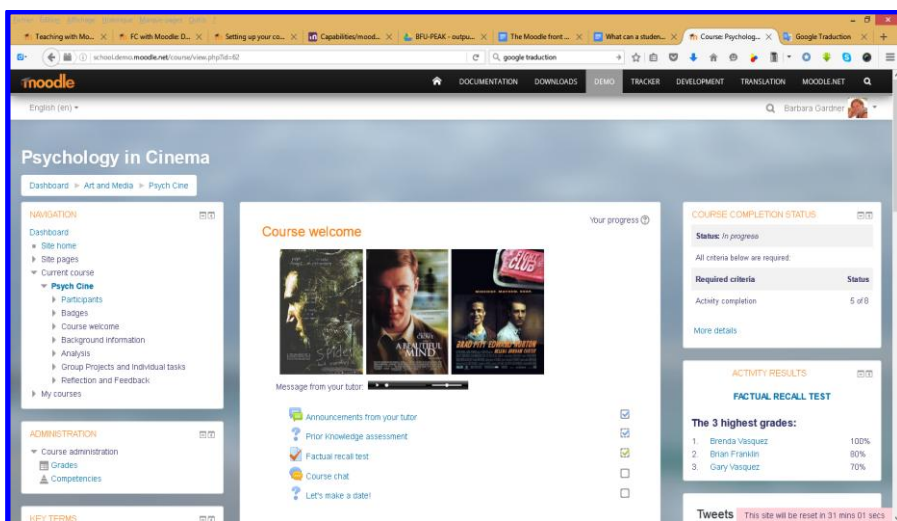 Teaching with Mo...
FC with Moodle: D...
Setting up your co...
Capabilities/mood...
BFU-PEAK - outpu...
The Moodle front ...
What can a studen...
Course: Psycholog...
Google Traduction
school.demo.moodle.net/course/view.php?id=62
google traduction
moodle
DOCUMENTATION DOWNLOADS DEMO TRACKER DEVELOPMENT TRANSLATION MOODLE.NET
English (en)
Barbara Gardner
Psychology in Cinema
Dashboard Art and Media Psych Cine
NAVIGATION
Dashboard
Site home
Site pages
Current course
Psych Cine
Participants
Badges
Course welcome
Background information
Analysis
Group Projects and Individual tasks
Reflection and Feedback
My courses
ADMINISTRATION
Course administration
Grades
Competencies
KEY TERMS
Your progress
Course welcome
Spider
A BEAUTIFUL
MIND
CLUB
BRAD PITT EDWARD NORTON
Message from your tutor:
Announcements from your tutor
Prior Knowledge assessment
Factual recall test
Course chat
Let's make a date!
COURSE COMPLETION STATUS
Status: In progress
All criteria below are required:
Required criteria Status
Activity completion 5 of 8
More details
ACTIVITY RESULTS
FACTUAL RECALL TEST
The 3 highest grades:
1. Brenda Vasquez 100%
2. Brian Franklin 80%
3. Gary Vasquez 70%
Tweets
This site will be reset in 31 mins 01 secs